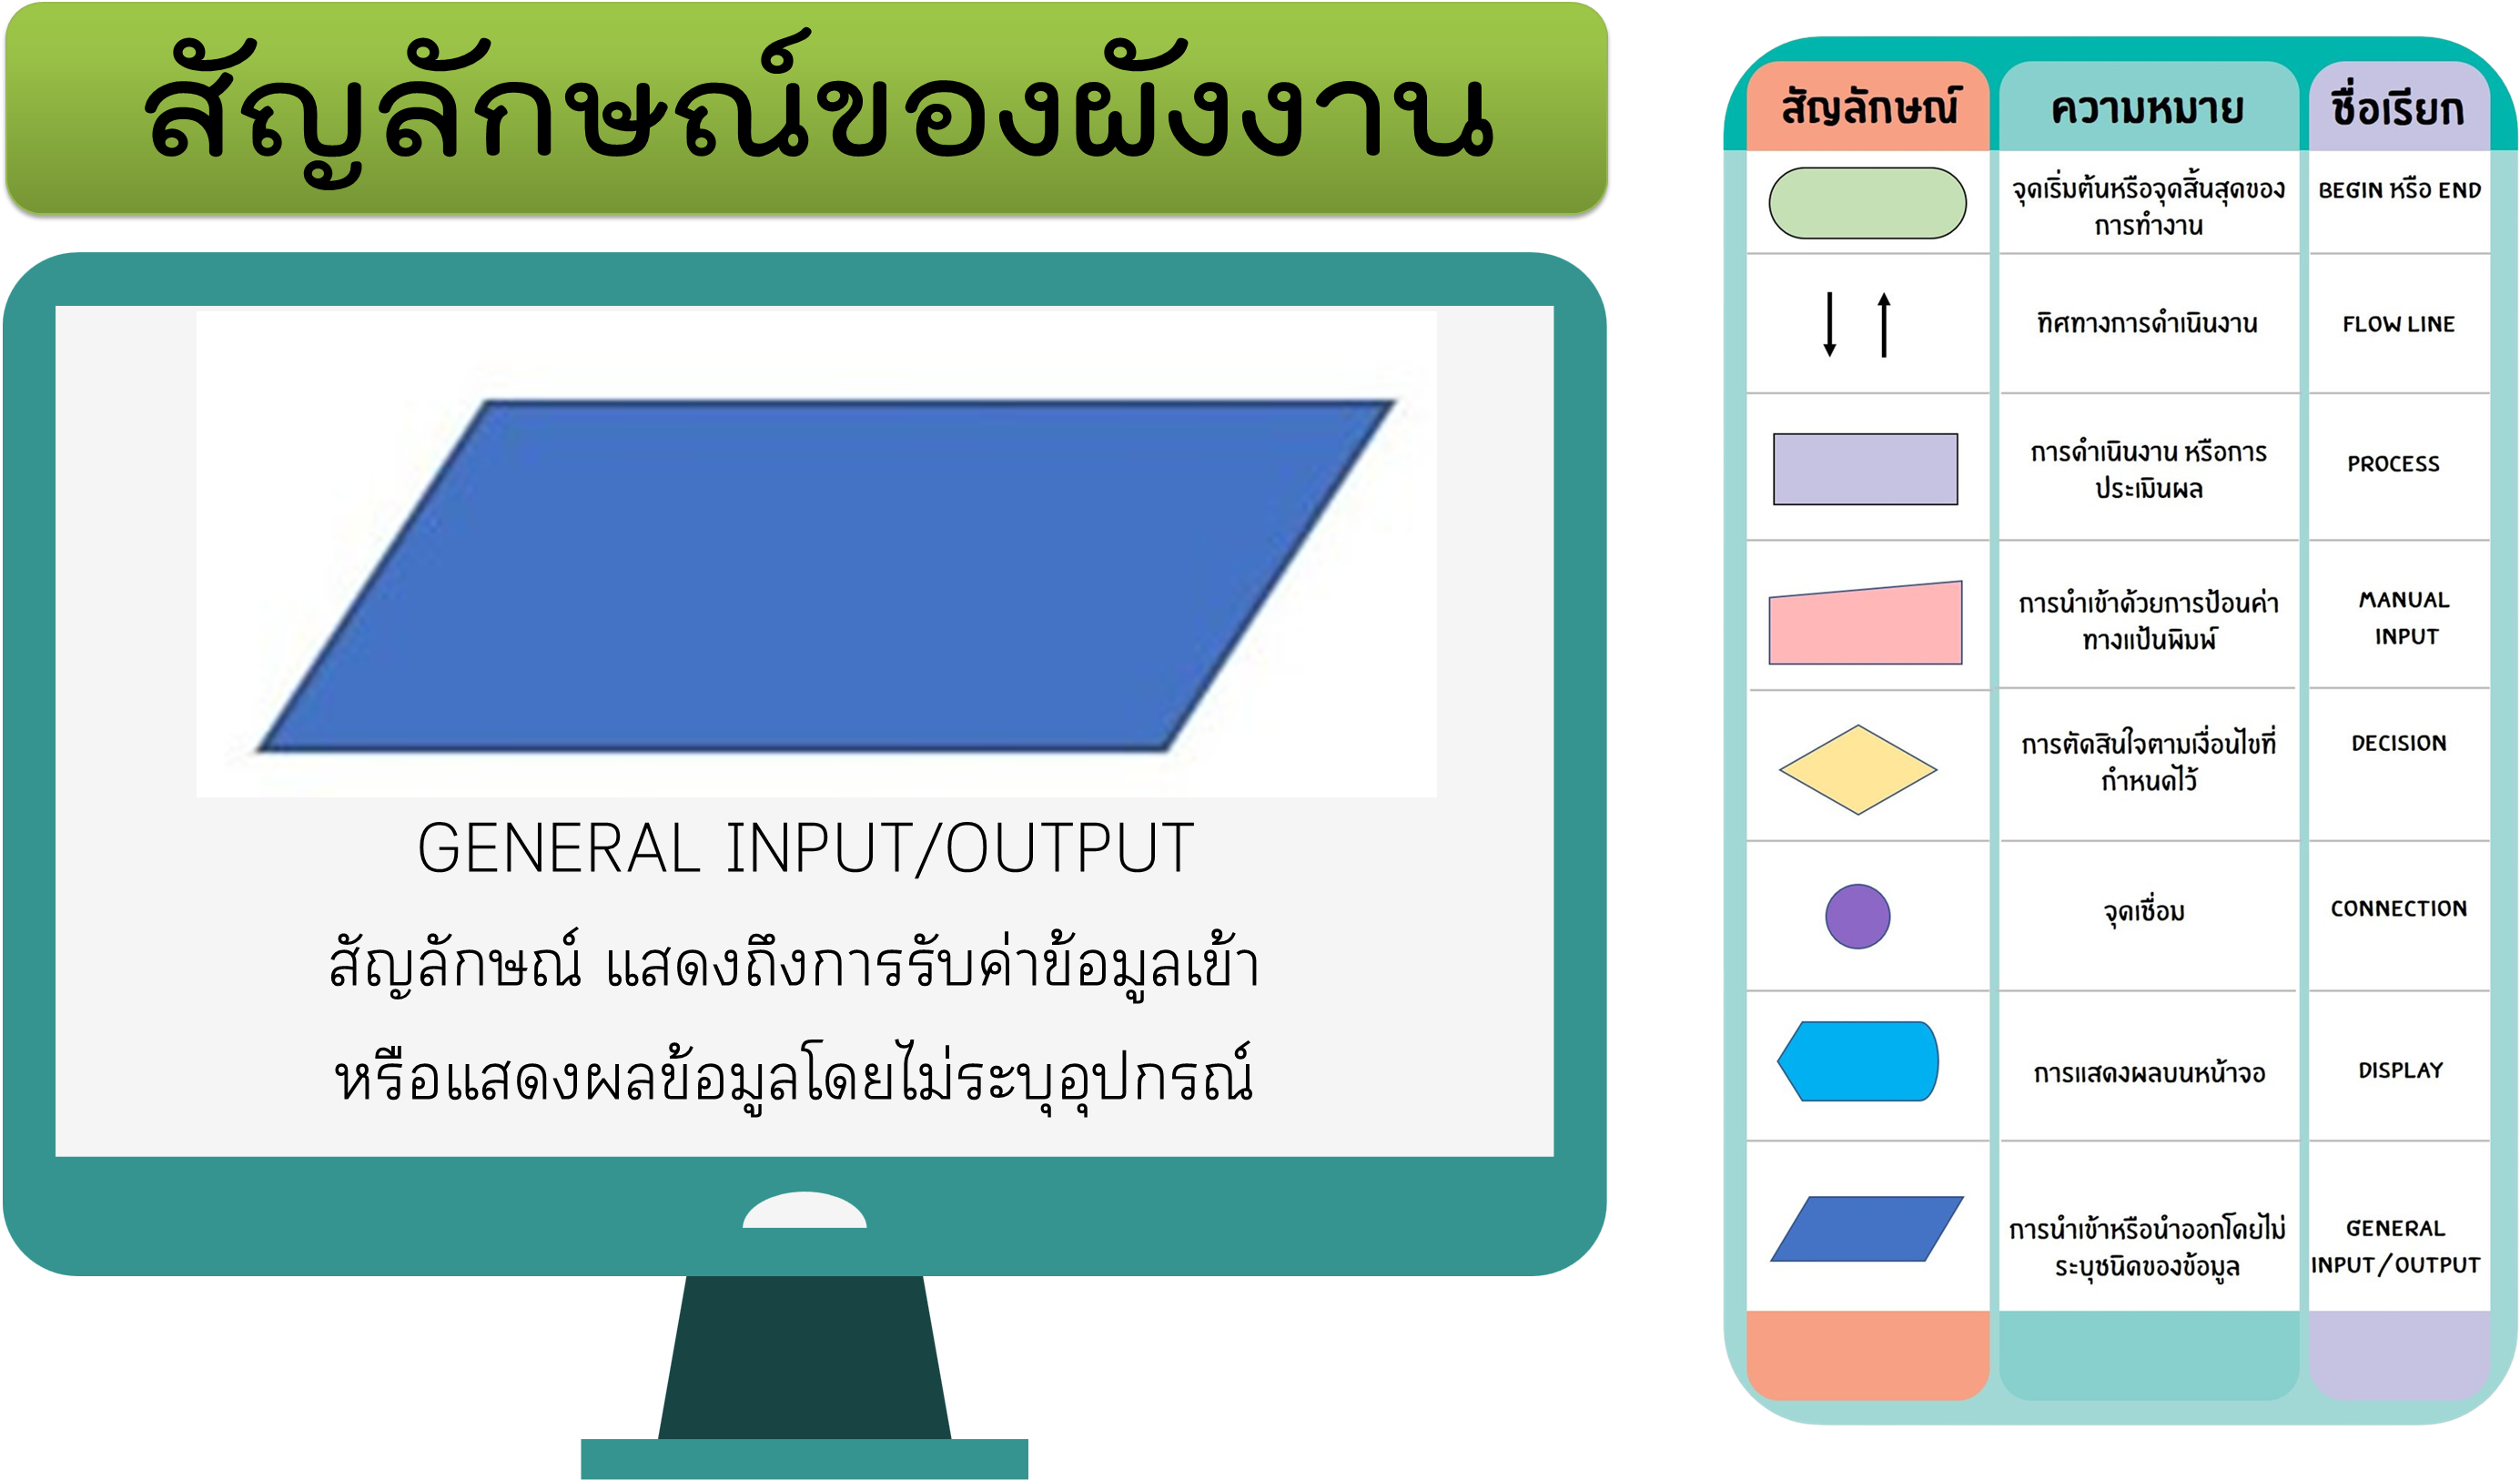 สัญลักษณ์ของผังงาน
GENERAL INPUT/OUTPUT
สัญลักษณ์ แสดงถึงการรับค่าข้อมูลเข้า
หรือแสดงผลข้อมูลโดยไม่ระบุอุปกรณ์
สัญลักษณ์ ความหมาย ชื่อเรียก
จุดเริ่มต้นหรือจุดสิ้นสุดของ
การทำงาน
BEGIN หรือ END
ทิศทางการดำเนินงาน
FLOW LINE
การดำเนินงาน หรือการ
ประเมินผล
PROCESS
การนำเข้าด้วยการป้อนค่า
ทางแป้นพิมพ์
MANUAL
INPUT
การตัดสินใจตามเงื่อนไขที่
กำหนดไว้
DECISION
จุดเชื่อม
CONNECTION
การแสดงผลบนหน้าจอ
DISPLAY
การนำเข้าหรือนำออกโดยไม่
ระบุชนิดของข้อมูล
GENERAL
INPUT/OUTPUT